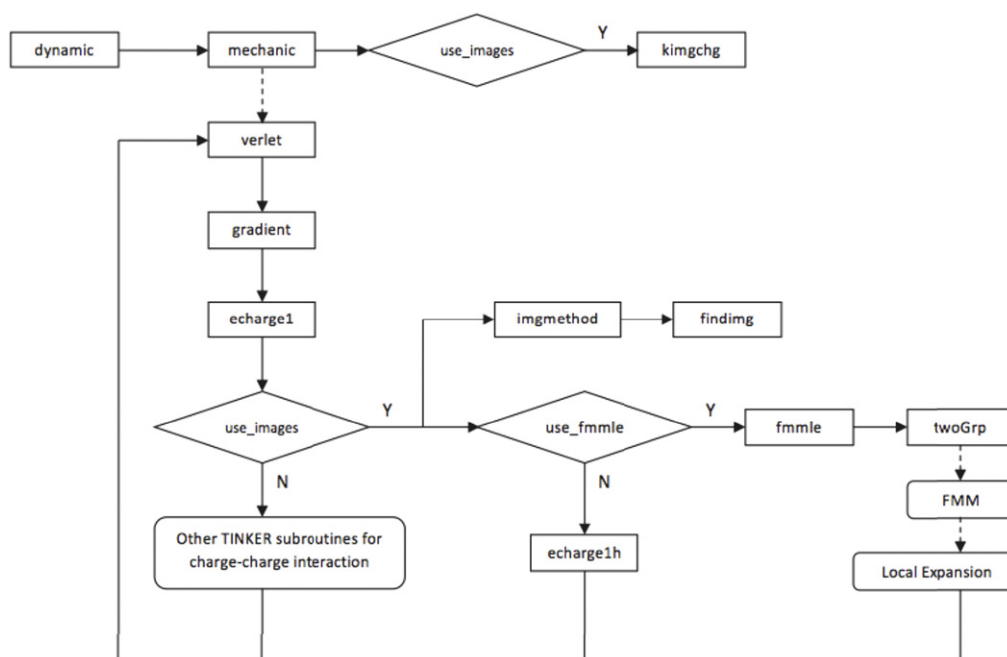 dynamic
mechanic
use_images
Y
kimgchg
verlet
gradient
echarge1
imgmethod
findimg
use_images
Y
use_fmmle
Y
fmmle
twoGrp
N
N
FMM
Other TINKER subroutines for
charge-charge interaction
echarge1h
Local Expansion